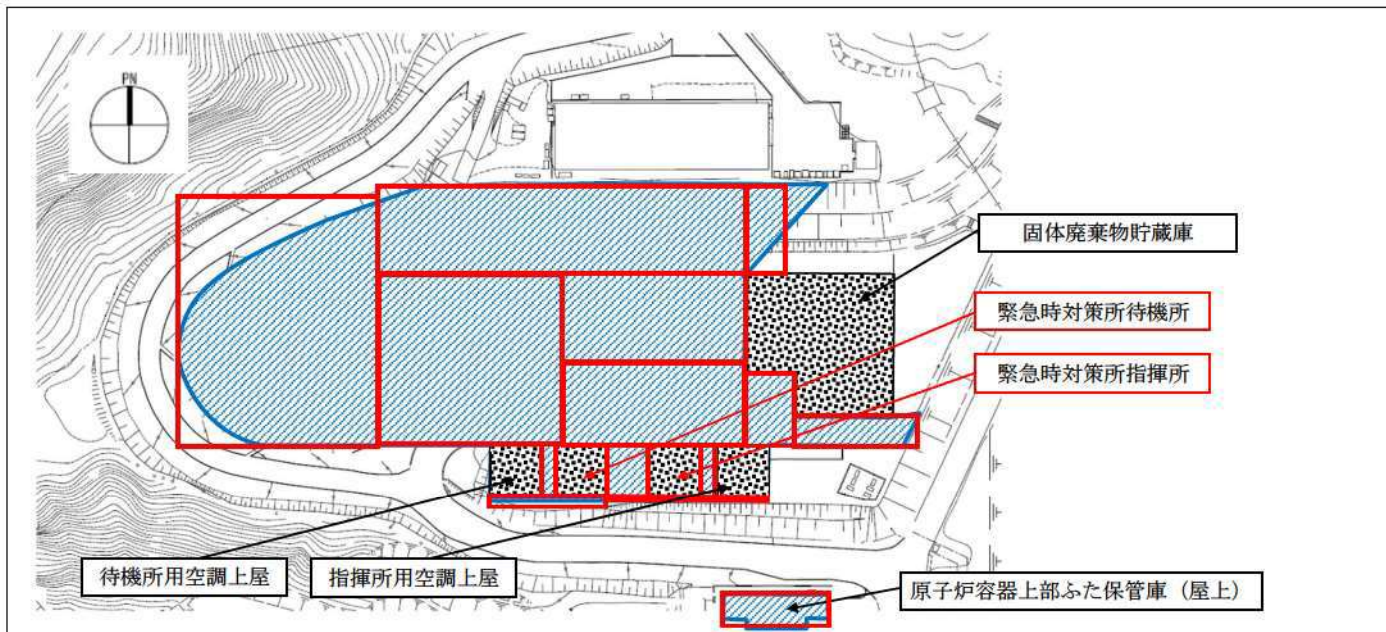 PN
固体廃棄物貯蔵庫
緊急時対策所待機所
緊急時対策所指揮所
待機所用空調上屋
指揮所用空調上屋
原子炉容器上部ふた保管庫（屋上）